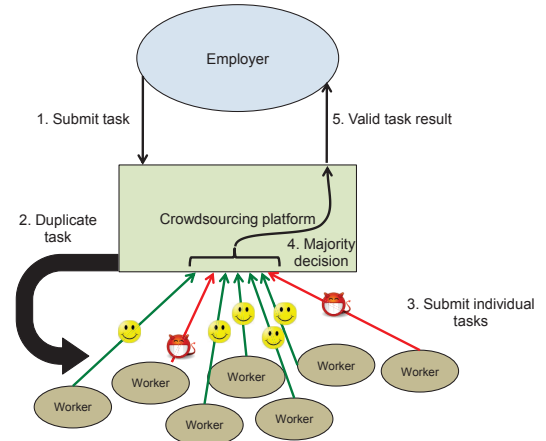 Employer
1. Submit task
5. Valid task result
2. Duplicate
task
Crowdsourcing platform
4. Majority
decision
3. Submit individual
tasks
Worker
Worker
Worker
Worker
Worker
Worker
Worker